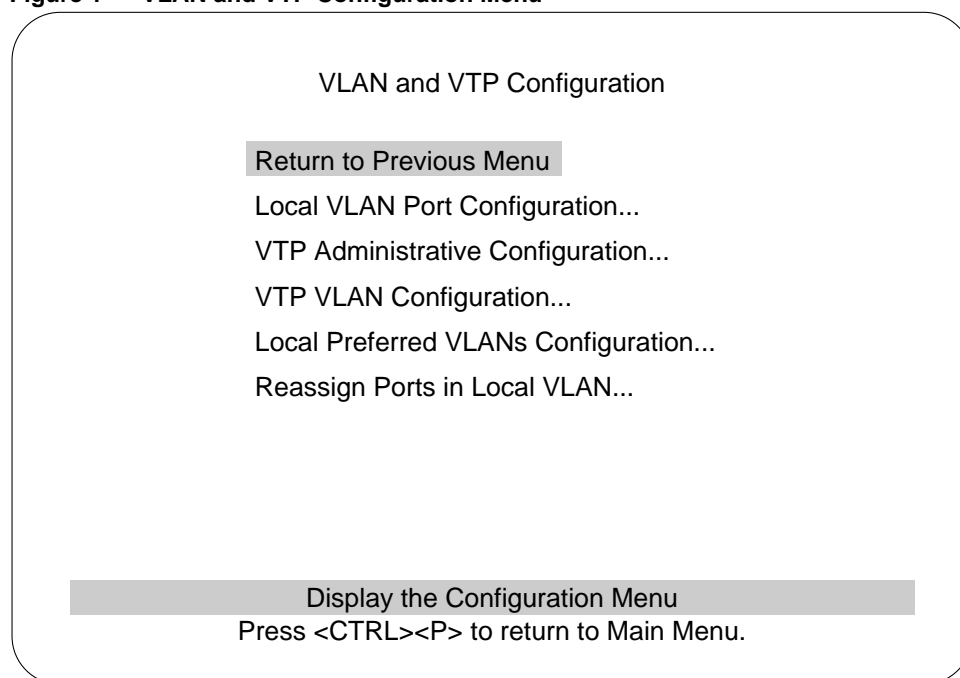 VLAN and VTP Configuration
Return to Previous Menu
Local VLAN Port Configuration...
VTP Administrative Configuration...
VTP VLAN Configuration...
Local Preferred VLANs Configuration...
Reassign Ports in Local VLAN...
Display the Configuration Menu
Press <CTRL><P> to return to Main Menu.